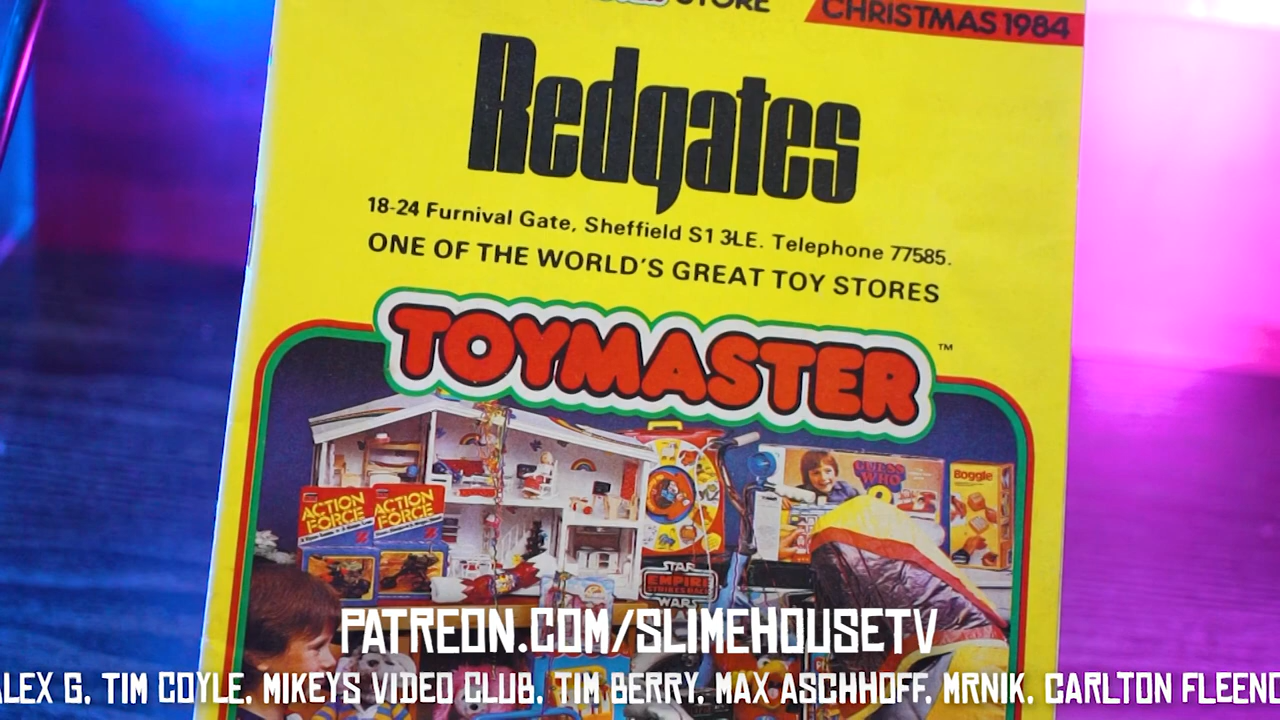 STORE
CHRISTMAS 1984
Redgates
18-24 Furnival Gate, Sheffield S1 3LE. Telephone 77585.
ONE OF THE WORLD'S GREAT TOY STORES
TOYMASTER ™
GUESS WHO
Boggle
ACTION FORCE
ACTION FORCE
STAR
EMPIRE
STRIKES BACK
WARS
PATREON.COM/SLIMEHOUSETV
ALEX G, TIM COYLE, MIKEYS VIDEO CLUB, TIM BERRY, MAX ASCHHOFF, MRNIK, CARLTON